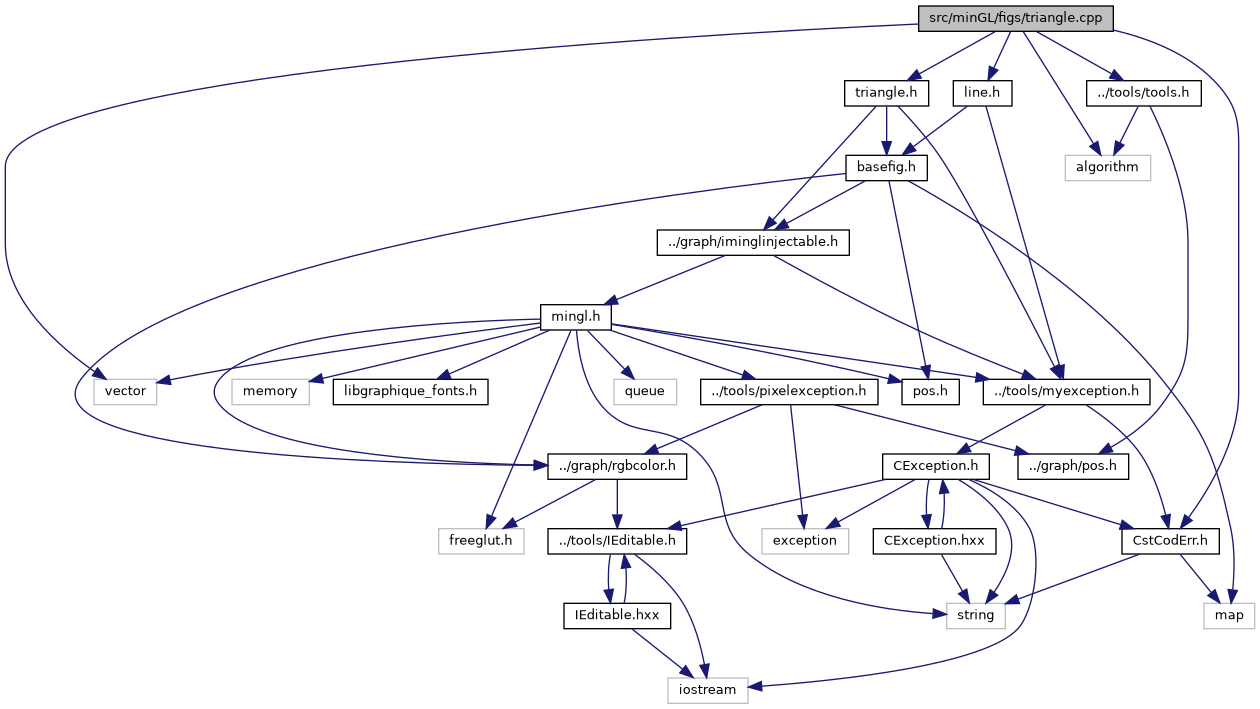 src/minGL/figs/triangle.cpp
triangle.h
line.h
../tools/tools.h
basefig.h
algorithm
../graph/iminglinjectable.h
mingl.h
vector
memory
libgraphique_fonts.h
queue
../tools/pixelexception.h
pos.h
../tools/myexception.h
../graph/rgbcolor.h
CException.h
../graph/pos.h
freeglut.h
../tools/IEditable.h
exception
CException.hxx
CstCodErr.h
IEditable.hxx
string
map
iostream